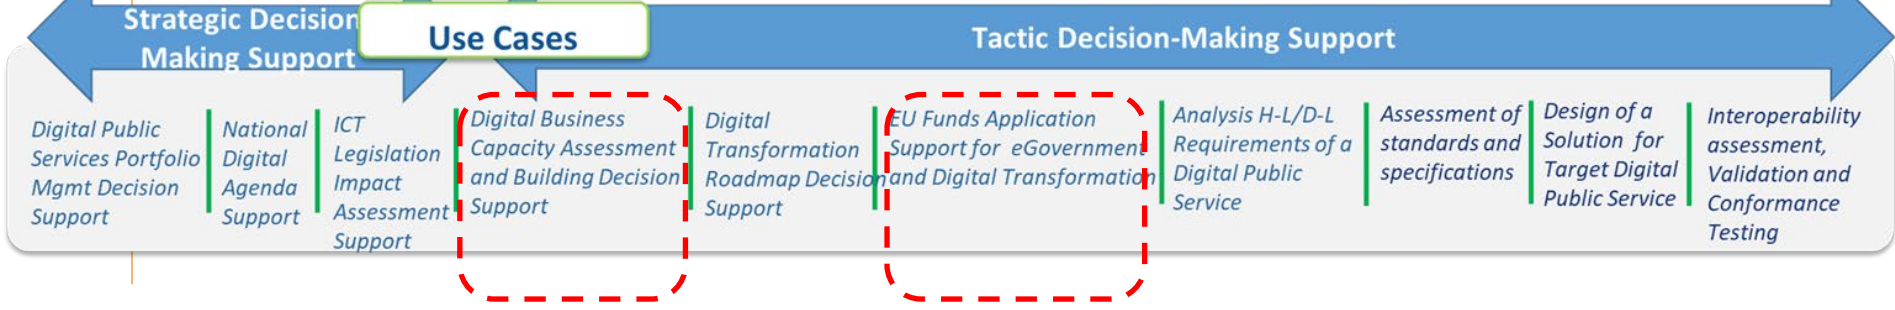 Strategic Decision
Making Support
Use Cases
Tactic Decision-Making Support
Digital Public
Services Portfolio
Mgmt Decision
Support
National
Digital
Agenda
Support
ICT
Legislation
Impact
Assessment
Support
Digital Business
Capacity Assessment
and Building Decision
Support
Digital
Transformation
Roadmap Decision
Support
EU Funds Application
Support for eGovernment
and Digital Transformation
Analysis H-L/D-L
Requirements of a
Digital Public
Service
Assessment of
standards and
specifications
Design of a
Solution for
Target Digital
Public Service
Interoperability
assessment,
Validation and
Conformance
Testing